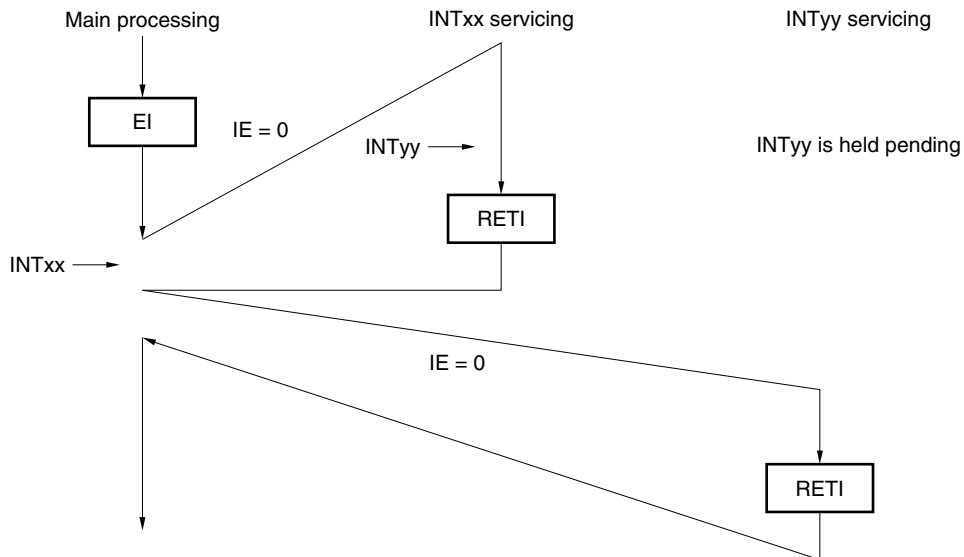 Main processing
INTxx servicing
INTyy servicing
EI
IE = 0
INTyy
INTyy is held pending
RETI
INTxx
IE = 0
RETI